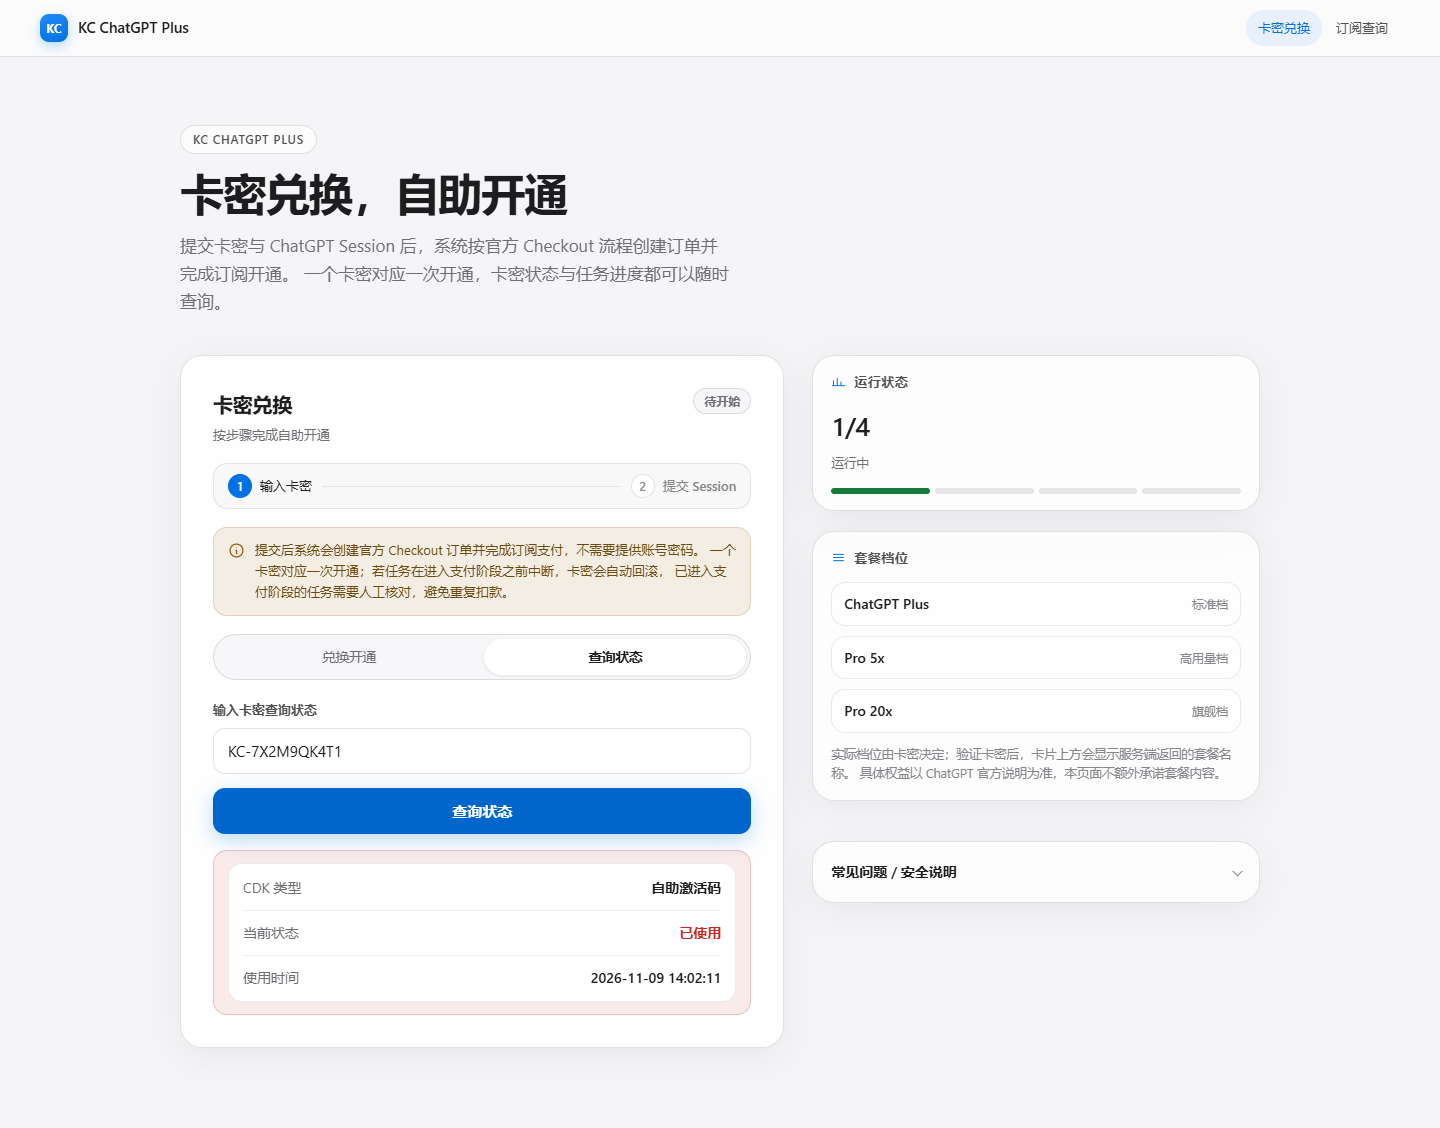 KC
KC ChatGPT Plus
卡密兑换
订阅查询
KC CHATGPT PLUS
卡密兑换，自助开通
提交卡密与 ChatGPT Session 后，系统按官方 Checkout 流程创建订单并
完成订阅开通。 一个卡密对应一次开通，卡密状态与任务进度都可以随时
查询。
卡密兑换
待开始
按步骤完成自助开通
1 输入卡密
2 提交 Session
提交后系统会创建官方 Checkout 订单并完成订阅支付，不需要提供账号密码。 一个
卡密对应一次开通；若任务在进入支付阶段之前中断，卡密会自动回滚， 已进入支
付阶段的任务需要人工核对，避免重复扣款。
兑换开通
查询状态
输入卡密查询状态
KC-7X2M9QK4T1
查询状态
CDK 类型 自助激活码
当前状态 已使用
使用时间 2026-11-09 14:02:11
运行状态
1/4
运行中
套餐档位
ChatGPT Plus 标准档
Pro 5x 高用量档
Pro 20x 旗舰档
实际档位由卡密决定；验证卡密后，卡片上方会显示服务端返回的套餐名
称。 具体权益以 ChatGPT 官方说明为准，本页面不额外承诺套餐内容。
常见问题 / 安全说明